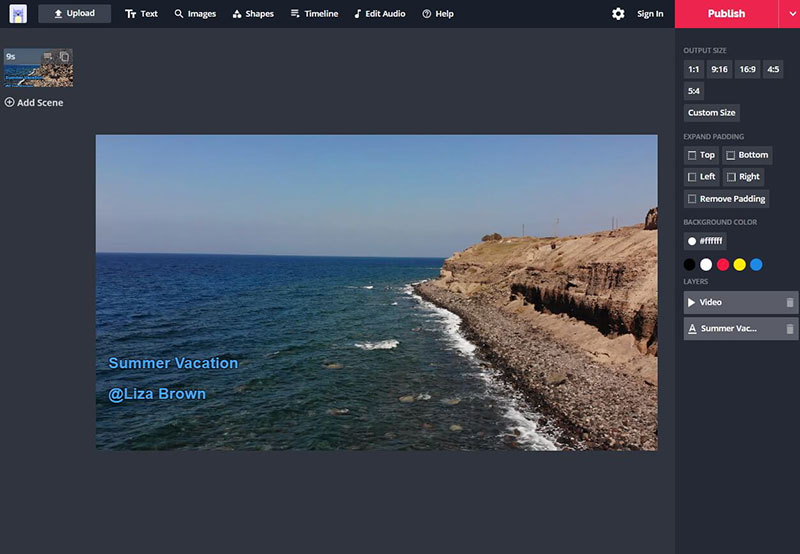 Upload Text Images Shapes Timeline Edit Audio Help Sign In Publish
9s
Add Scene
Summer Vacation
@Liza Brown
OUTPUT SIZE
1:1 9:16 16:9 4:5
5:4
Custom Size
EXPAND PADDING
Top Bottom
Left Right
Remove Padding
BACKGROUND COLOR
#ffffff
LAYERS
Video
Summer Vac...